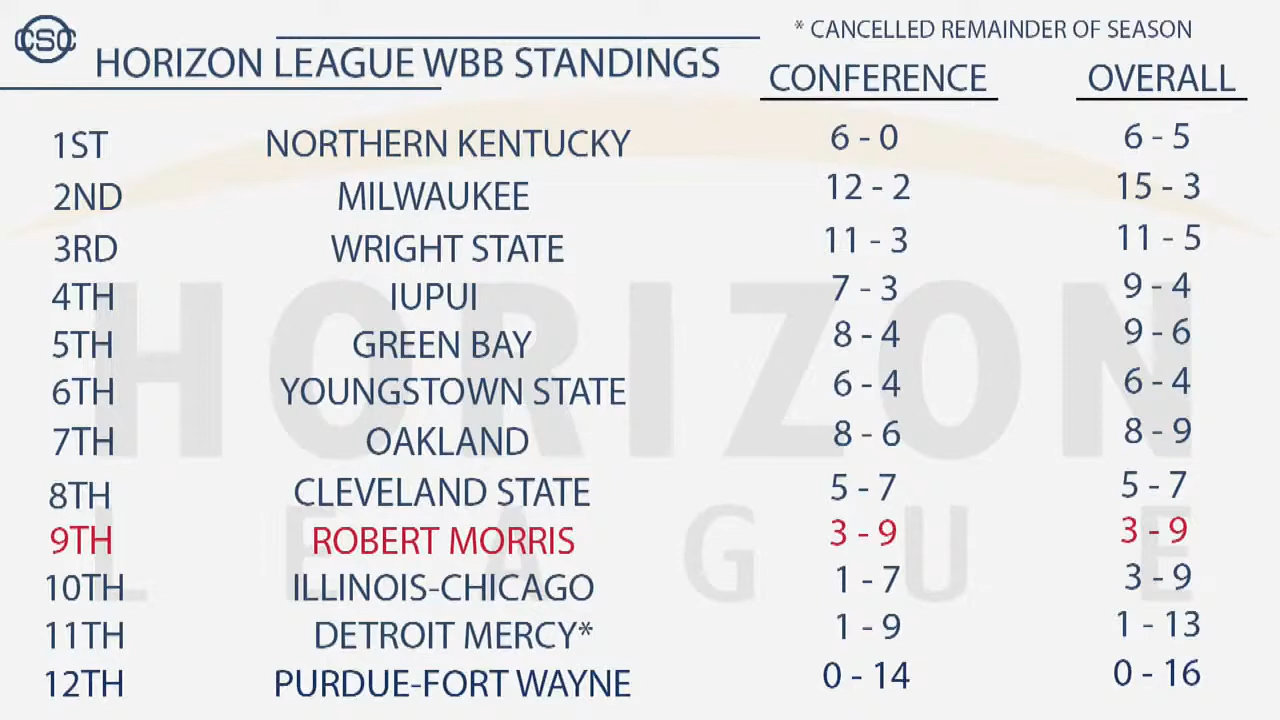 CSC
* CANCELLED REMAINDER OF SEASON
HORIZON LEAGUE WBB STANDINGS CONFERENCE OVERALL
1ST NORTHERN KENTUCKY 6 - 0 6 - 5
2ND MILWAUKEE 12 - 2 15 - 3
3RD WRIGHT STATE 11 - 3 11 - 5
4TH IUPUI 7 - 3 9 - 4
5TH GREEN BAY 8 - 4 9 - 6
6TH YOUNGSTOWN STATE 6 - 4 6 - 4
7TH OAKLAND 8 - 6 8 - 9
8TH CLEVELAND STATE 5 - 7 5 - 7
9TH ROBERT MORRIS 3 - 9 3 - 9
10TH ILLINOIS-CHICAGO 1 - 7 3 - 9
11TH DETROIT MERCY* 1 - 9 1 - 13
12TH PURDUE-FORT WAYNE 0 - 14 0 - 16
HORIZON
LEAGUE